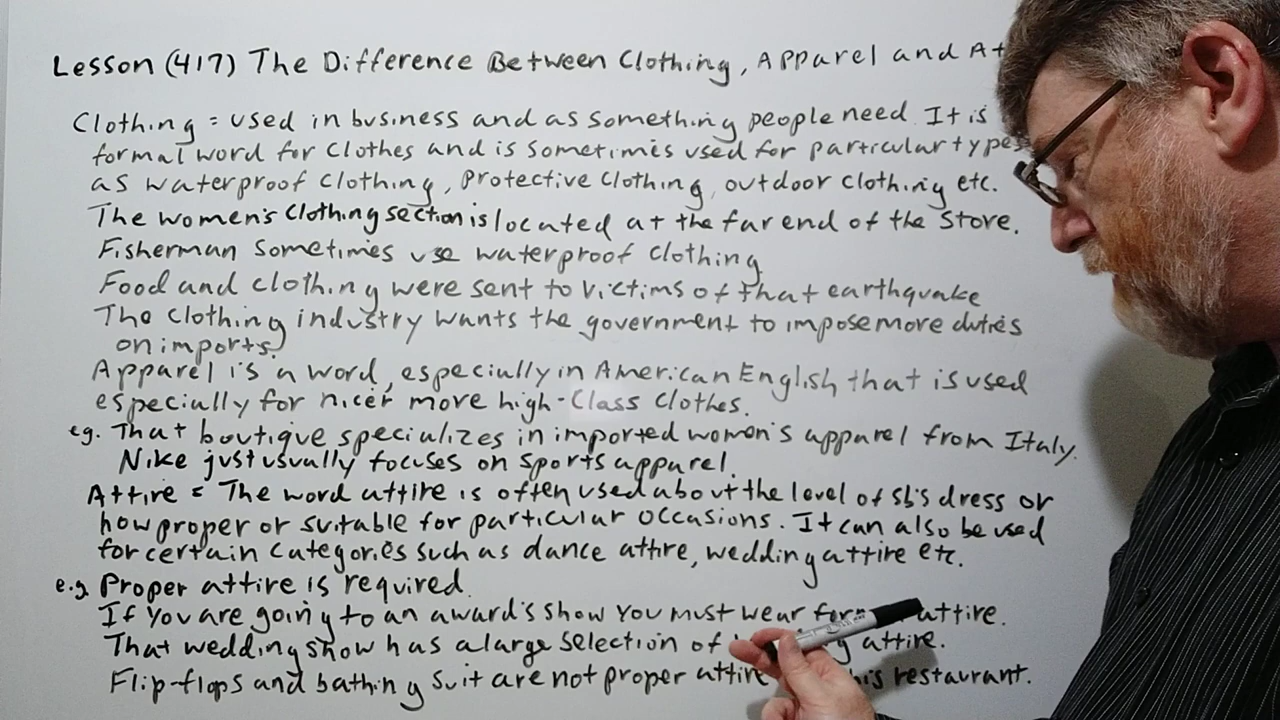 Lesson (417) The Difference Between Clothing, Apparel and At
Clothing = used in business and as something people need. It is
formal word for clothes and is sometimes used for particular types
as waterproof clothing, protective clothing, outdoor clothing etc.
The women's clothing section is located at the far end of the store.
Fisherman sometimes use waterproof clothing
Food and clothing were sent to victims of that earthquake
The clothing industry wants the government to impose more duties
on imports.
Apparel is a word, especially in American English that is used
especially for nicer more high-class clothes.
eg. That boutique specializes in imported women's apparel from Italy.
Nike just usually focuses on sports apparel.
Attire = The word attire is often used about the level of sb's dress or
how proper or suitable for particular occasions. It can also be used
for certain categories such as dance attire, wedding attire etc.
e.g. Proper attire is required.
If you are going to an award's show you must wear form attire.
That wedding show has a large selection of attire.
Flip-flops and bathing suit are not proper attire restaurant.